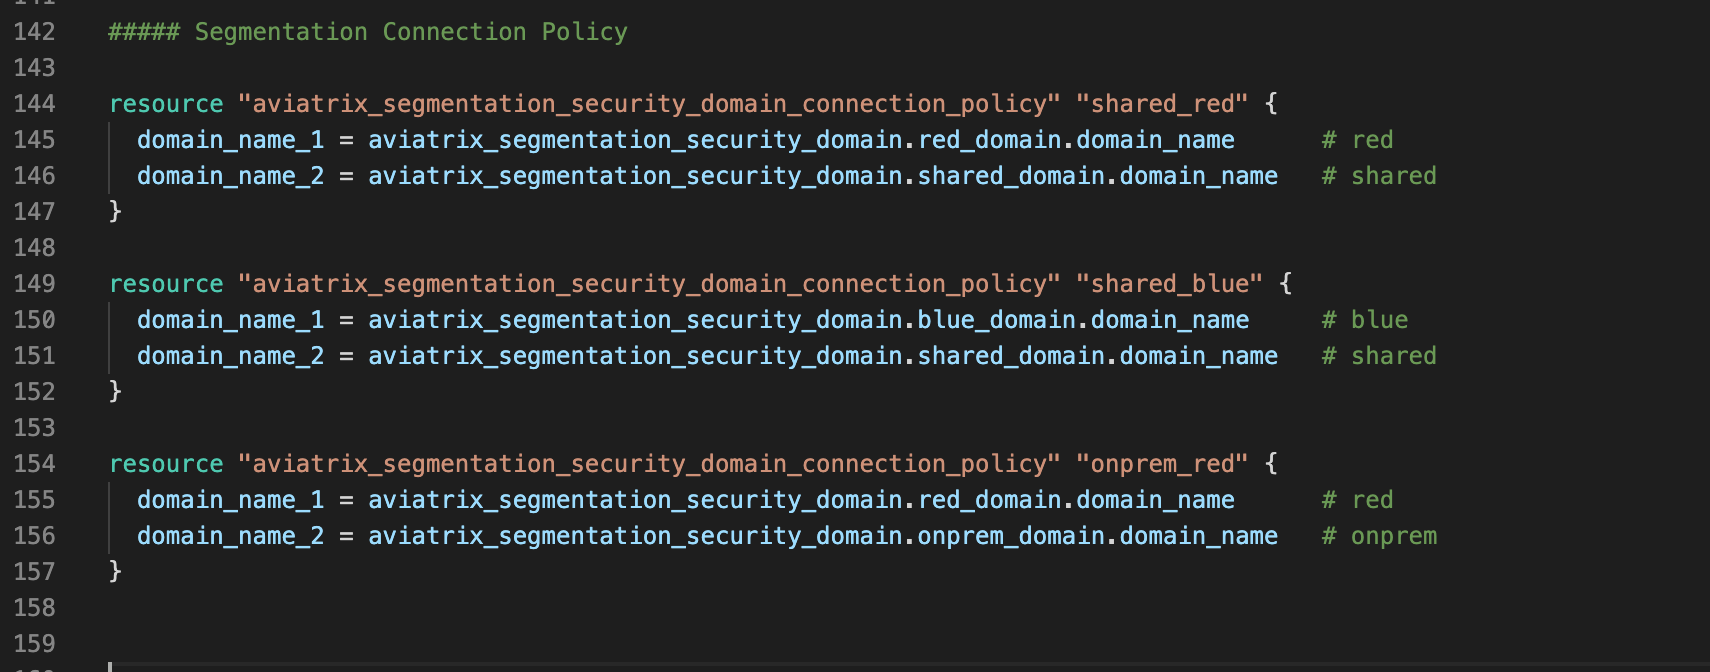 142 ##### Segmentation Connection Policy
143
144 resource "aviatrix_segmentation_security_domain_connection_policy" "shared_red" {
145 domain_name_1 = aviatrix_segmentation_security_domain.red_domain.domain_name # red
146 domain_name_2 = aviatrix_segmentation_security_domain.shared_domain.domain_name # shared
147 }
148
149 resource "aviatrix_segmentation_security_domain_connection_policy" "shared_blue" {
150 domain_name_1 = aviatrix_segmentation_security_domain.blue_domain.domain_name # blue
151 domain_name_2 = aviatrix_segmentation_security_domain.shared_domain.domain_name # shared
152 }
153
154 resource "aviatrix_segmentation_security_domain_connection_policy" "onprem_red" {
155 domain_name_1 = aviatrix_segmentation_security_domain.red_domain.domain_name # red
156 domain_name_2 = aviatrix_segmentation_security_domain.onprem_domain.domain_name # onprem
157 }
158
159